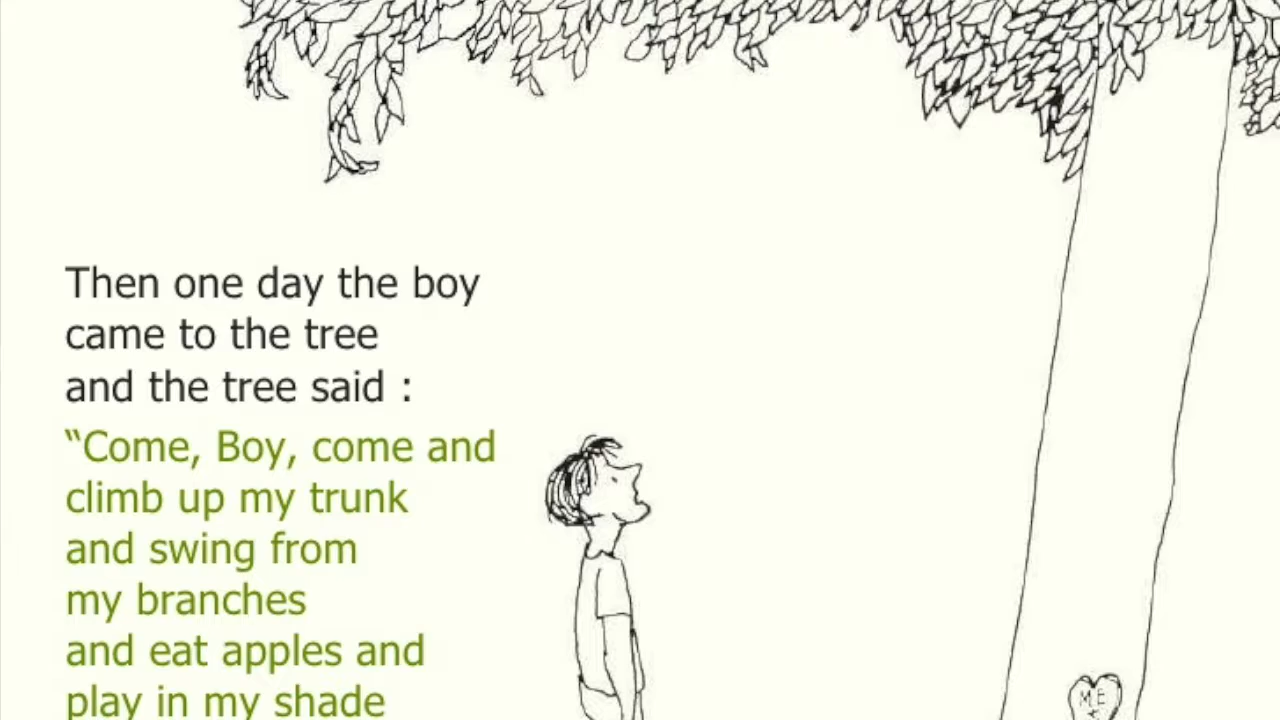 Then one day the boy
came to the tree
and the tree said :
“Come, Boy, come and
climb up my trunk
and swing from
my branches
and eat apples and
play in my shade
M E
+